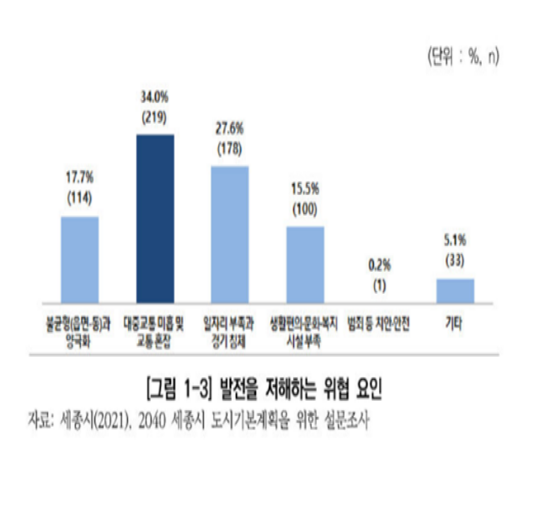 (단위 : %, n)
34.0%
(219)
27.6%
(178)
17.7%
(114)
15.5%
(100)
5.1%
(33)
0.2%
(1)
불균형(읍면-동)과
양극화
대중교통 미흡 및
교통 혼잡
일자리 부족과
경기 침체
생활편의·문화·복지
시설 부족
범죄 등 치안·안전
기타
[그림 1-3] 발전을 저해하는 위협 요인
자료: 세종시(2021), 2040 세종시 도시기본계획을 위한 설문조사